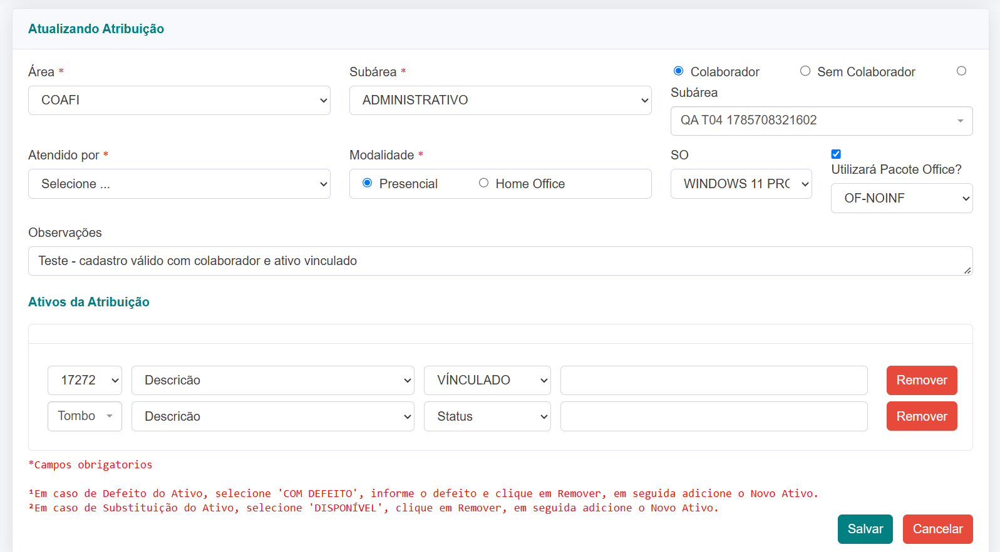 Atualizando Atribuição
Área *
Subárea *
Colaborador
Sem Colaborador
Subárea
COAFI
ADMINISTRATIVO
QA T04 1785708321602
Atendido por *
Modalidade *
SO
Utilizará Pacote Office?
Selecione ...
Presencial
Home Office
WINDOWS 11 PRO
OF-NOINF
Observações
Teste - cadastro válido com colaborador e ativo vinculado
Ativos da Atribuição
17272
Descricão
VÍNCULADO
Remover
Tombo
Descricão
Status
Remover
*Campos obrigatorios
¹Em caso de Defeito do Ativo, selecione 'COM DEFEITO', informe o defeito e clique em Remover, em seguida adicione o Novo Ativo.
²Em caso de Substituição do Ativo, selecione 'DISPONÍVEL', clique em Remover, em seguida adicione o Novo Ativo.
Salvar
Cancelar